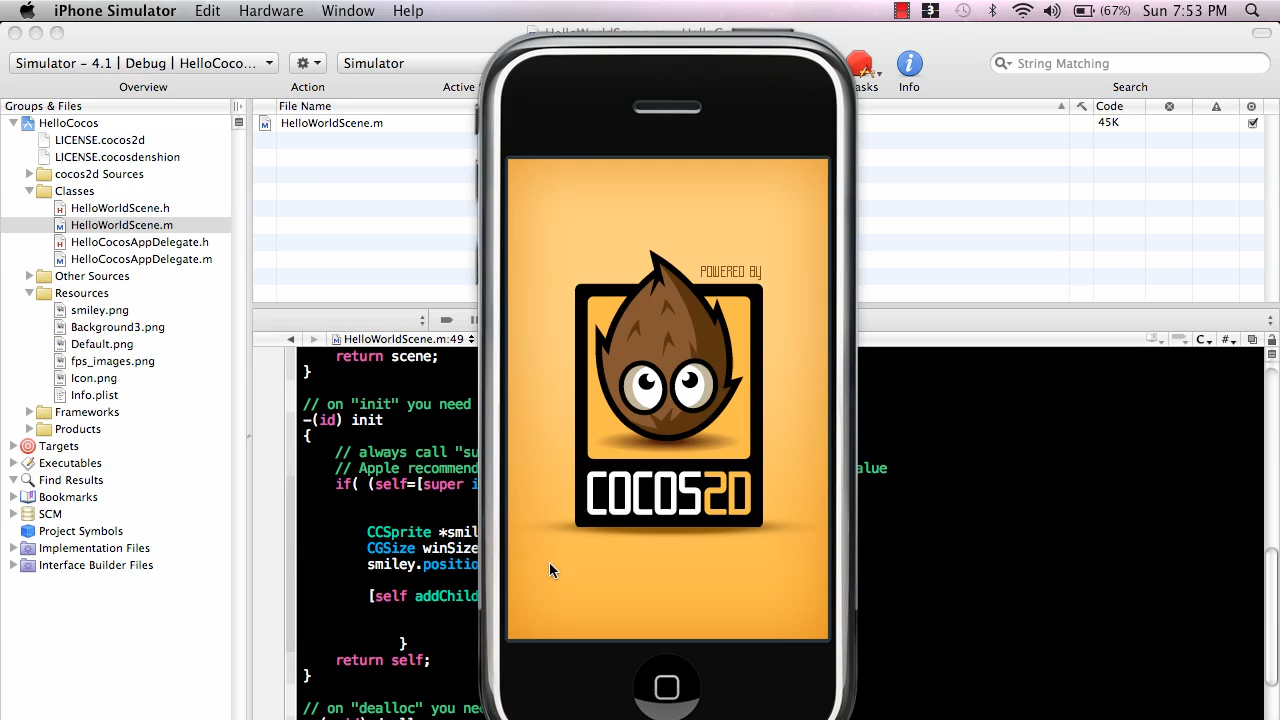 iPhone Simulator Edit Hardware Window Help 3 (67%) Sun 7:53 PM
Simulator - 4.1 | Debug | HelloCoco... Simulator String Matching
Overview Action Active asks Info Search
Groups & Files File Name Code
HelloCocos HelloWorldScene.m 45K
LICENSE.cocos2d
LICENSE.cocosdenshion
cocos2d Sources
Classes
HelloWorldScene.h
HelloWorldScene.m
HelloCocosAppDelegate.h
HelloCocosAppDelegate.m
Other Sources
Resources
smiley.png
Background3.png
Default.png
fps_images.png
Icon.png
Info.plist
Frameworks
Products
Targets
Executables
Find Results
Bookmarks
SCM
Project Symbols
Implementation Files
Interface Builder Files
HelloWorldScene.m:49 C #
return scene;
}
// on "init" you need
-(id) init
{
// always call "su
// Apple recommend alue
if( (self=[super i
CCSprite *smil
CGSize winSize
smiley.positio
[self addChild
}
return self;
}
// on "dealloc" you nee
POWERED BY
COCOS2D